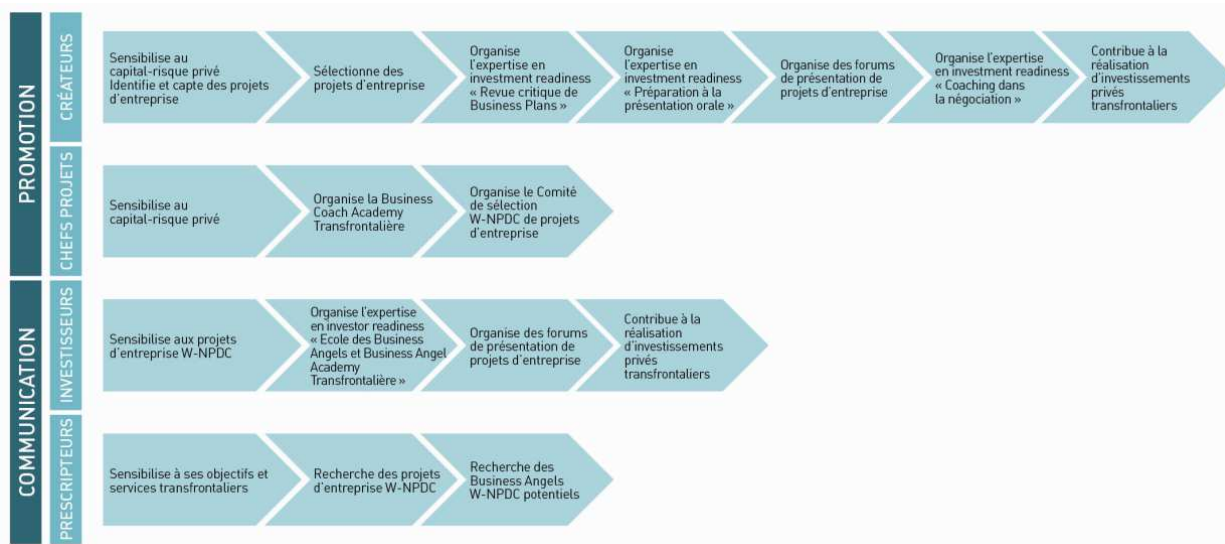 PROMOTION
CRÉATEURS
Sensibilise au
capital-risque privé
Identifie et capte des projets
d'entreprise
Sélectionne des
projets d'entreprise
Organise
l'expertise en
investment readiness
« Revue critique de
Business Plans »
Organise
l'expertise en
investment readiness
« Préparation à la
présentation orale »
Organise des forums
de présentation de
projets d'entreprise
Organise l'expertise
en investment readiness
« Coaching dans
la négociation »
Contribue à la
réalisation
d'investissements
privés
transfrontaliers
CHEFS PROJETS
Sensibilise au
capital-risque privé
Organise la Business
Coach Academy
Transfrontalière
Organise le Comité
de sélection
W-NPDC de projets
d'entreprise
COMMUNICATION
INVESTISSEURS
Sensibilise aux projets
d'entreprise W-NPDC
Organise l'expertise
en investor readiness
« Ecole des Business
Angels et Business Angel
Academy
Transfrontalière »
Organise des forums
de présentation de
projets d'entreprise
Contribue à la
réalisation
d'investissements
privés
transfrontaliers
PRESCRIPTEURS
Sensibilise à ses objectifs et
services transfrontaliers
Recherche des projets
d'entreprise W-NPDC
Recherche des
Business Angels
W-NPDC potentiels